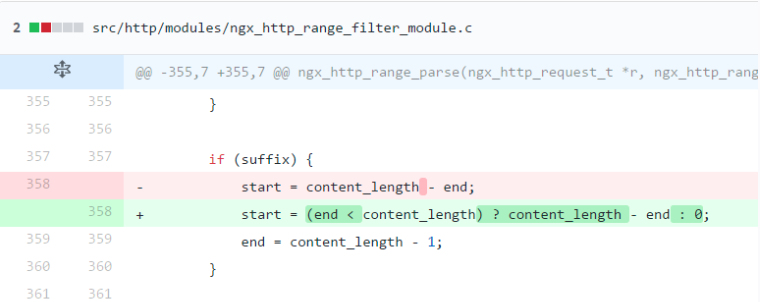 2 src/http/modules/ngx_http_range_filter_module.c
@@ -355,7 +355,7 @@ ngx_http_range_parse(ngx_http_request_t *r, ngx_http_rang
355 355 }
356 356
357 357 if (suffix) {
358 - start = content_length - end;
358 + start = (end < content_length) ? content_length - end : 0;
359 359 end = content_length - 1;
360 360 }
361 361